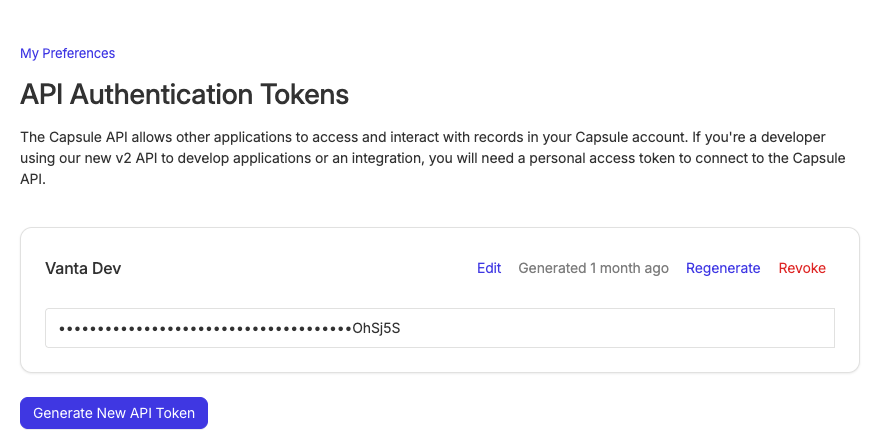 My Preferences
API Authentication Tokens
The Capsule API allows other applications to access and interact with records in your Capsule account. If you're a developer
using our new v2 API to develop applications or an integration, you will need a personal access token to connect to the Capsule
API.
Vanta Dev Edit Generated 1 month ago Regenerate Revoke
••••••••••••••••••••••••••••••••••••••OhSj5S
Generate New API Token